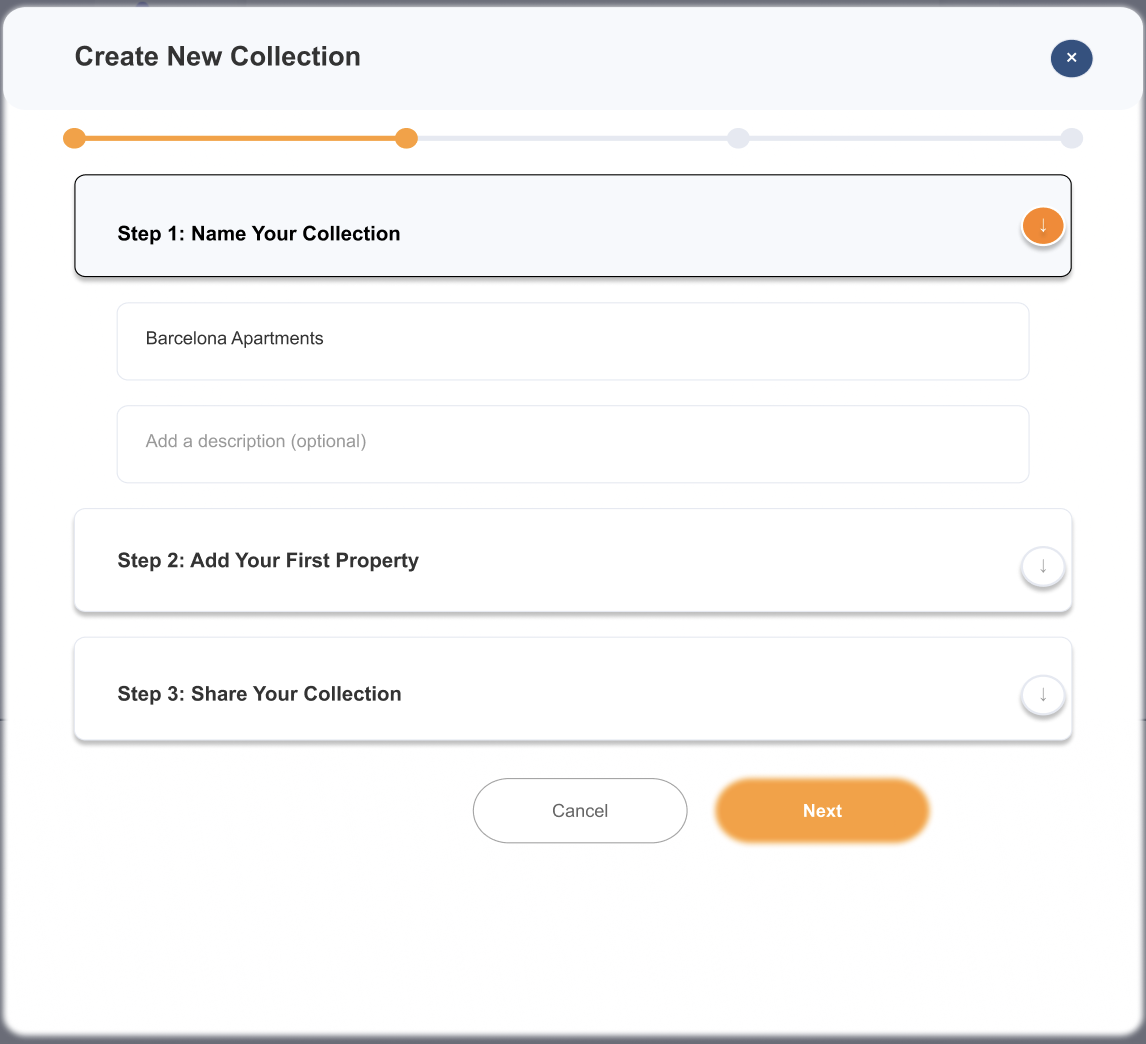 Create New Collection
×
Step 1: Name Your Collection
↓
Barcelona Apartments
Add a description (optional)
Step 2: Add Your First Property
↓
Step 3: Share Your Collection
↓
Cancel
Next